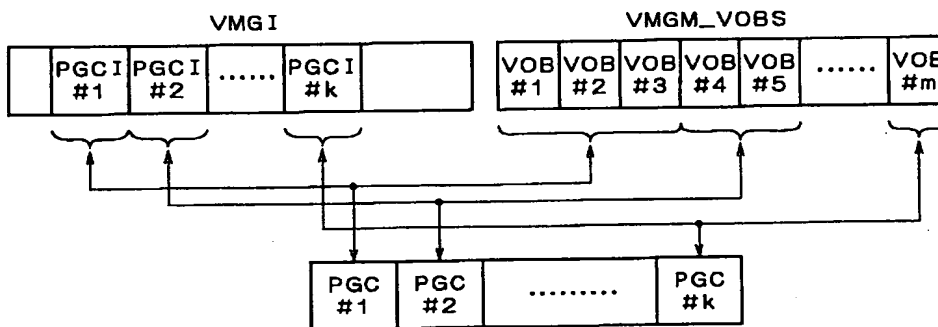 VMGI
VMGM_VOBS
PGCI #1
PGCI #2
......
PGCI #k
VOB #1
VOB #2
VOB #3
VOB #4
VOB #5
......
VOB #m
PGC #1
PGC #2
.........
PGC #k